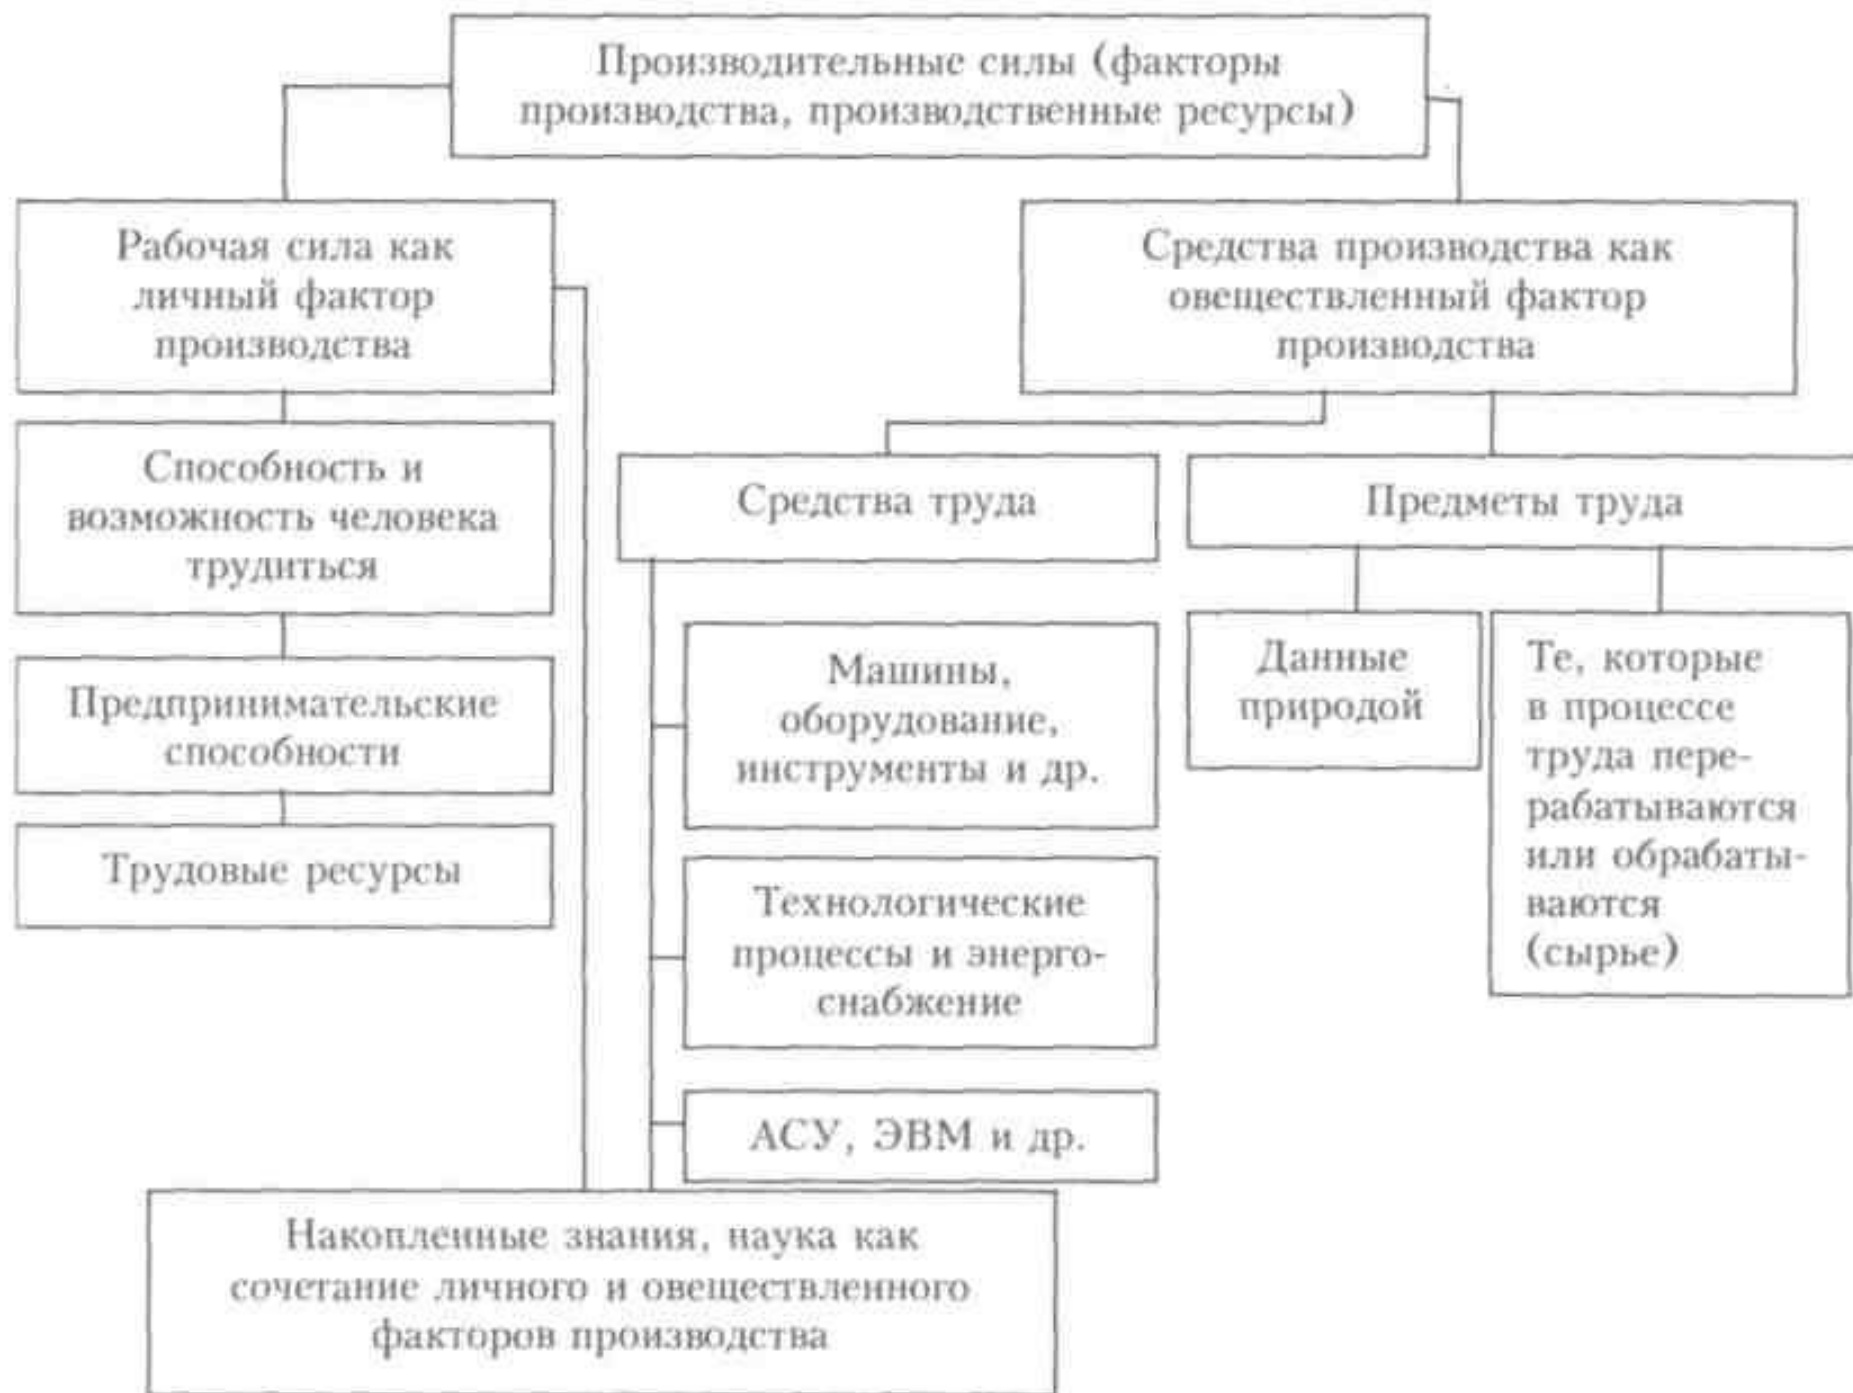 Производительные силы (факторы
производства, производственные ресурсы)
Рабочая сила как
личный фактор
производства
Средства производства как
овеществленный фактор
производства
Способность и
возможность человека
трудиться
Средства труда
Предметы труда
Предпринимательские
способности
Машины,
оборудование,
инструменты и др.
Данные
природой
Те, которые
в процессе
труда пере-
рабатываются
или обрабаты-
ваются
(сырье)
Трудовые ресурсы
Технологические
процессы и энерго-
снабжение
АСУ, ЭВМ и др.
Накопленные знания, наука как
сочетание личного и овеществленного
факторов производства